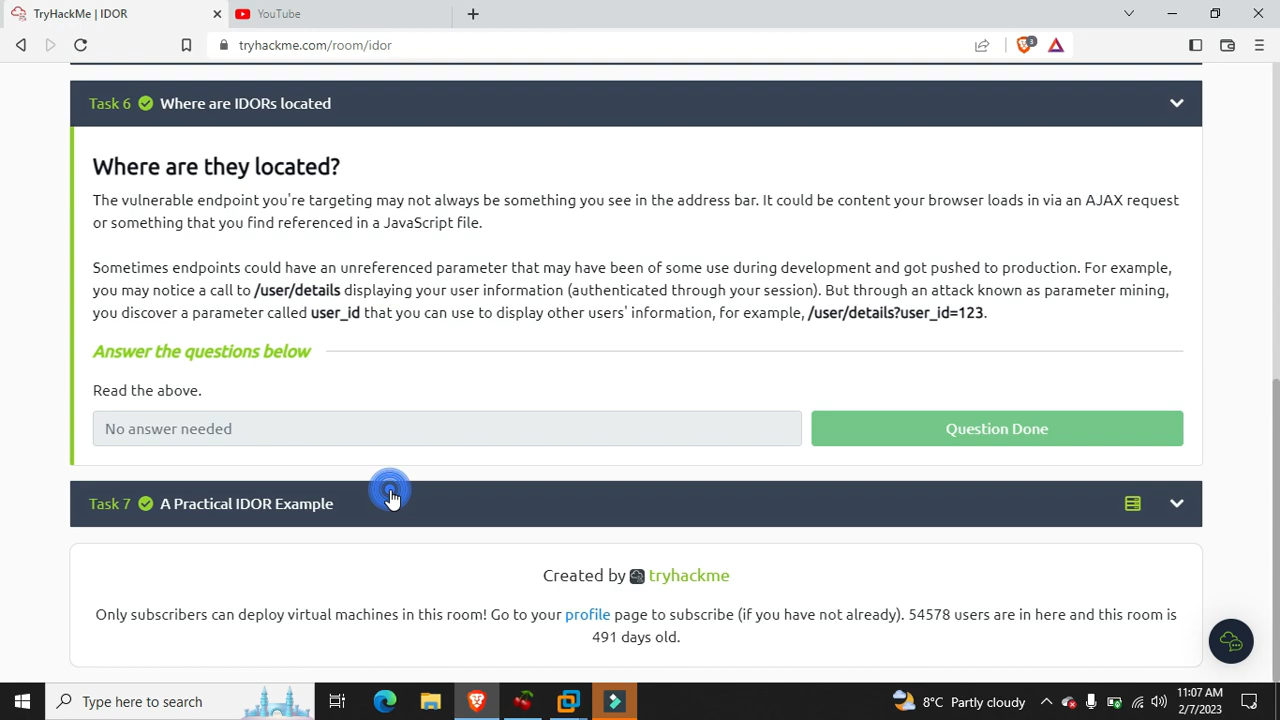 TryHackMe | IDOR
YouTube
tryhackme.com/room/idor
3
Task 6 Where are IDORs located
Where are they located?
The vulnerable endpoint you're targeting may not always be something you see in the address bar. It could be content your browser loads in via an AJAX request
or something that you find referenced in a JavaScript file.
Sometimes endpoints could have an unreferenced parameter that may have been of some use during development and got pushed to production. For example,
you may notice a call to /user/details displaying your user information (authenticated through your session). But through an attack known as parameter mining,
you discover a parameter called user_id that you can use to display other users' information, for example, /user/details?user_id=123.
Answer the questions below
Read the above.
No answer needed
Question Done
Task 7 A Practical IDOR Example
Created by tryhackme
Only subscribers can deploy virtual machines in this room! Go to your profile page to subscribe (if you have not already). 54578 users are in here and this room is
491 days old.
Type here to search
8°C Partly cloudy
11:07 AM
2/7/2023